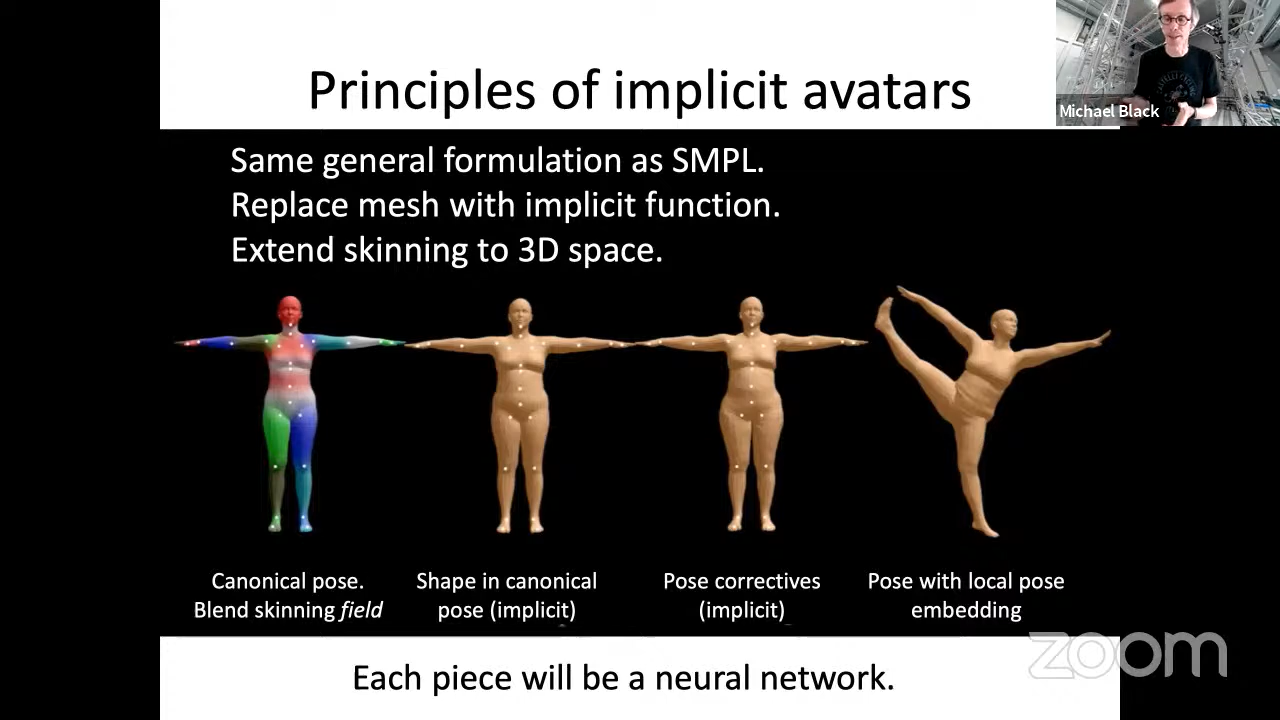 Principles of implicit avatars
Michael Black
Same general formulation as SMPL.
Replace mesh with implicit function.
Extend skinning to 3D space.
Canonical pose.
Blend skinning field
Shape in canonical
pose (implicit)
Pose correctives
(implicit)
Pose with local pose
embedding
Each piece will be a neural network.
zoom